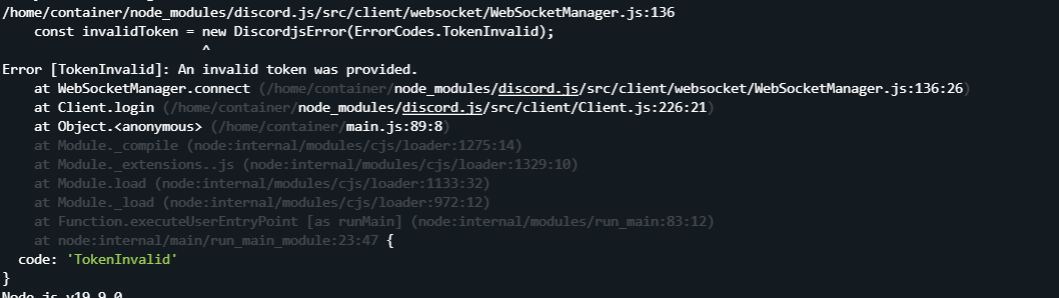 /home/container/node_modules/discord.js/src/client/websocket/WebSocketManager.js:136
    const invalidToken = new DiscordjsError(ErrorCodes.TokenInvalid);
                         ^
Error [TokenInvalid]: An invalid token was provided.
    at WebSocketManager.connect (/home/container/node_modules/discord.js/src/client/websocket/WebSocketManager.js:136:26)
    at Client.login (/home/container/node_modules/discord.js/src/client/Client.js:226:21)
    at Object.<anonymous> (/home/container/main.js:89:8)
    at Module._compile (node:internal/modules/cjs/loader:1275:14)
    at Module._extensions..js (node:internal/modules/cjs/loader:1329:10)
    at Module.load (node:internal/modules/cjs/loader:1133:32)
    at Module._load (node:internal/modules/cjs/loader:972:12)
    at Function.executeUserEntryPoint [as runMain] (node:internal/modules/run_main:83:12)
    at node:internal/main/run_main_module:23:47 {
  code: 'TokenInvalid'
}
Node.js v19.9.0